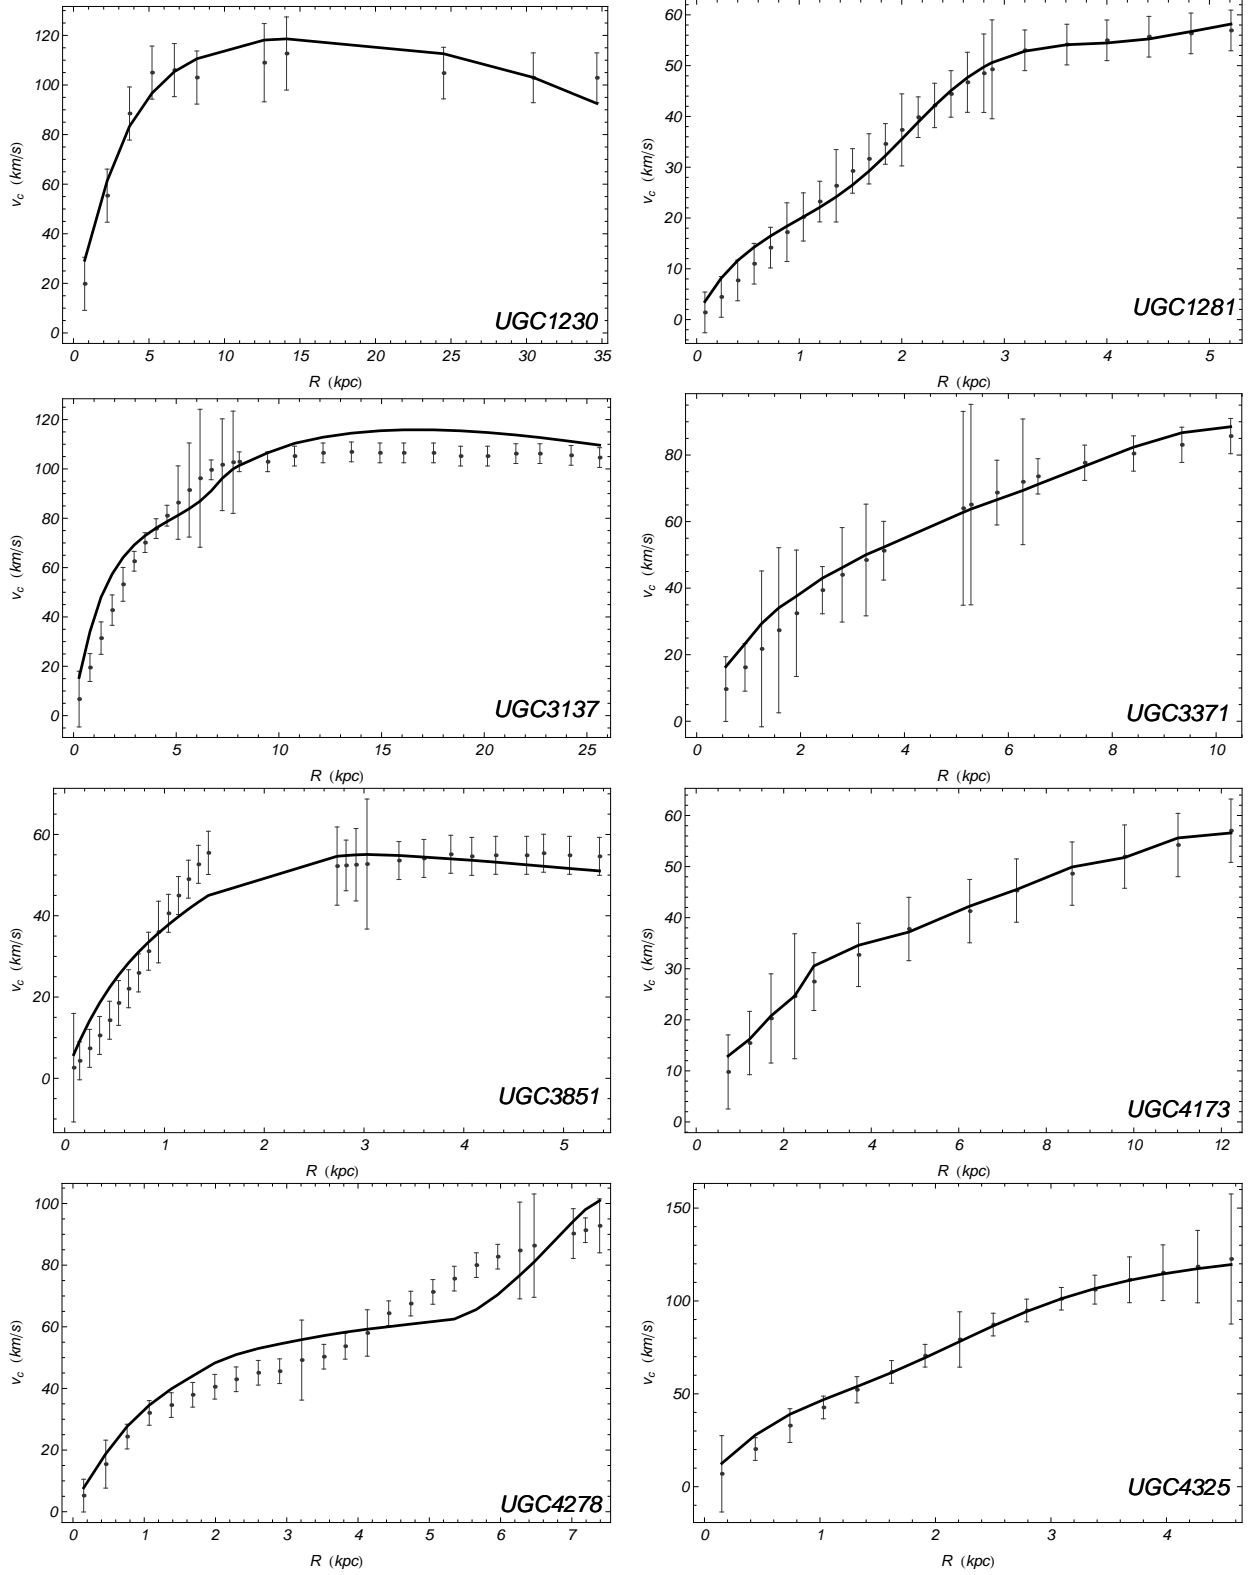 120
100
80
60
40
20
0
v_c (km/s)
UGC1230
0 5 10 15 20 25 30 35
R (kpc)
60
50
40
30
20
10
0
v_c (km/s)
UGC1281
0 1 2 3 4 5
R (kpc)
120
100
80
60
40
20
0
v_c (km/s)
UGC3137
0 5 10 15 20 25
R (kpc)
80
60
40
20
0
v_c (km/s)
UGC3371
0 2 4 6 8 10
R (kpc)
60
40
20
0
v_c (km/s)
UGC3851
0 1 2 3 4 5
R (kpc)
60
50
40
30
20
10
0
v_c (km/s)
UGC4173
0 2 4 6 8 10 12
R (kpc)
100
80
60
40
20
0
v_c (km/s)
UGC4278
0 1 2 3 4 5 6 7
R (kpc)
150
100
50
0
v_c (km/s)
UGC4325
0 1 2 3 4
R (kpc)